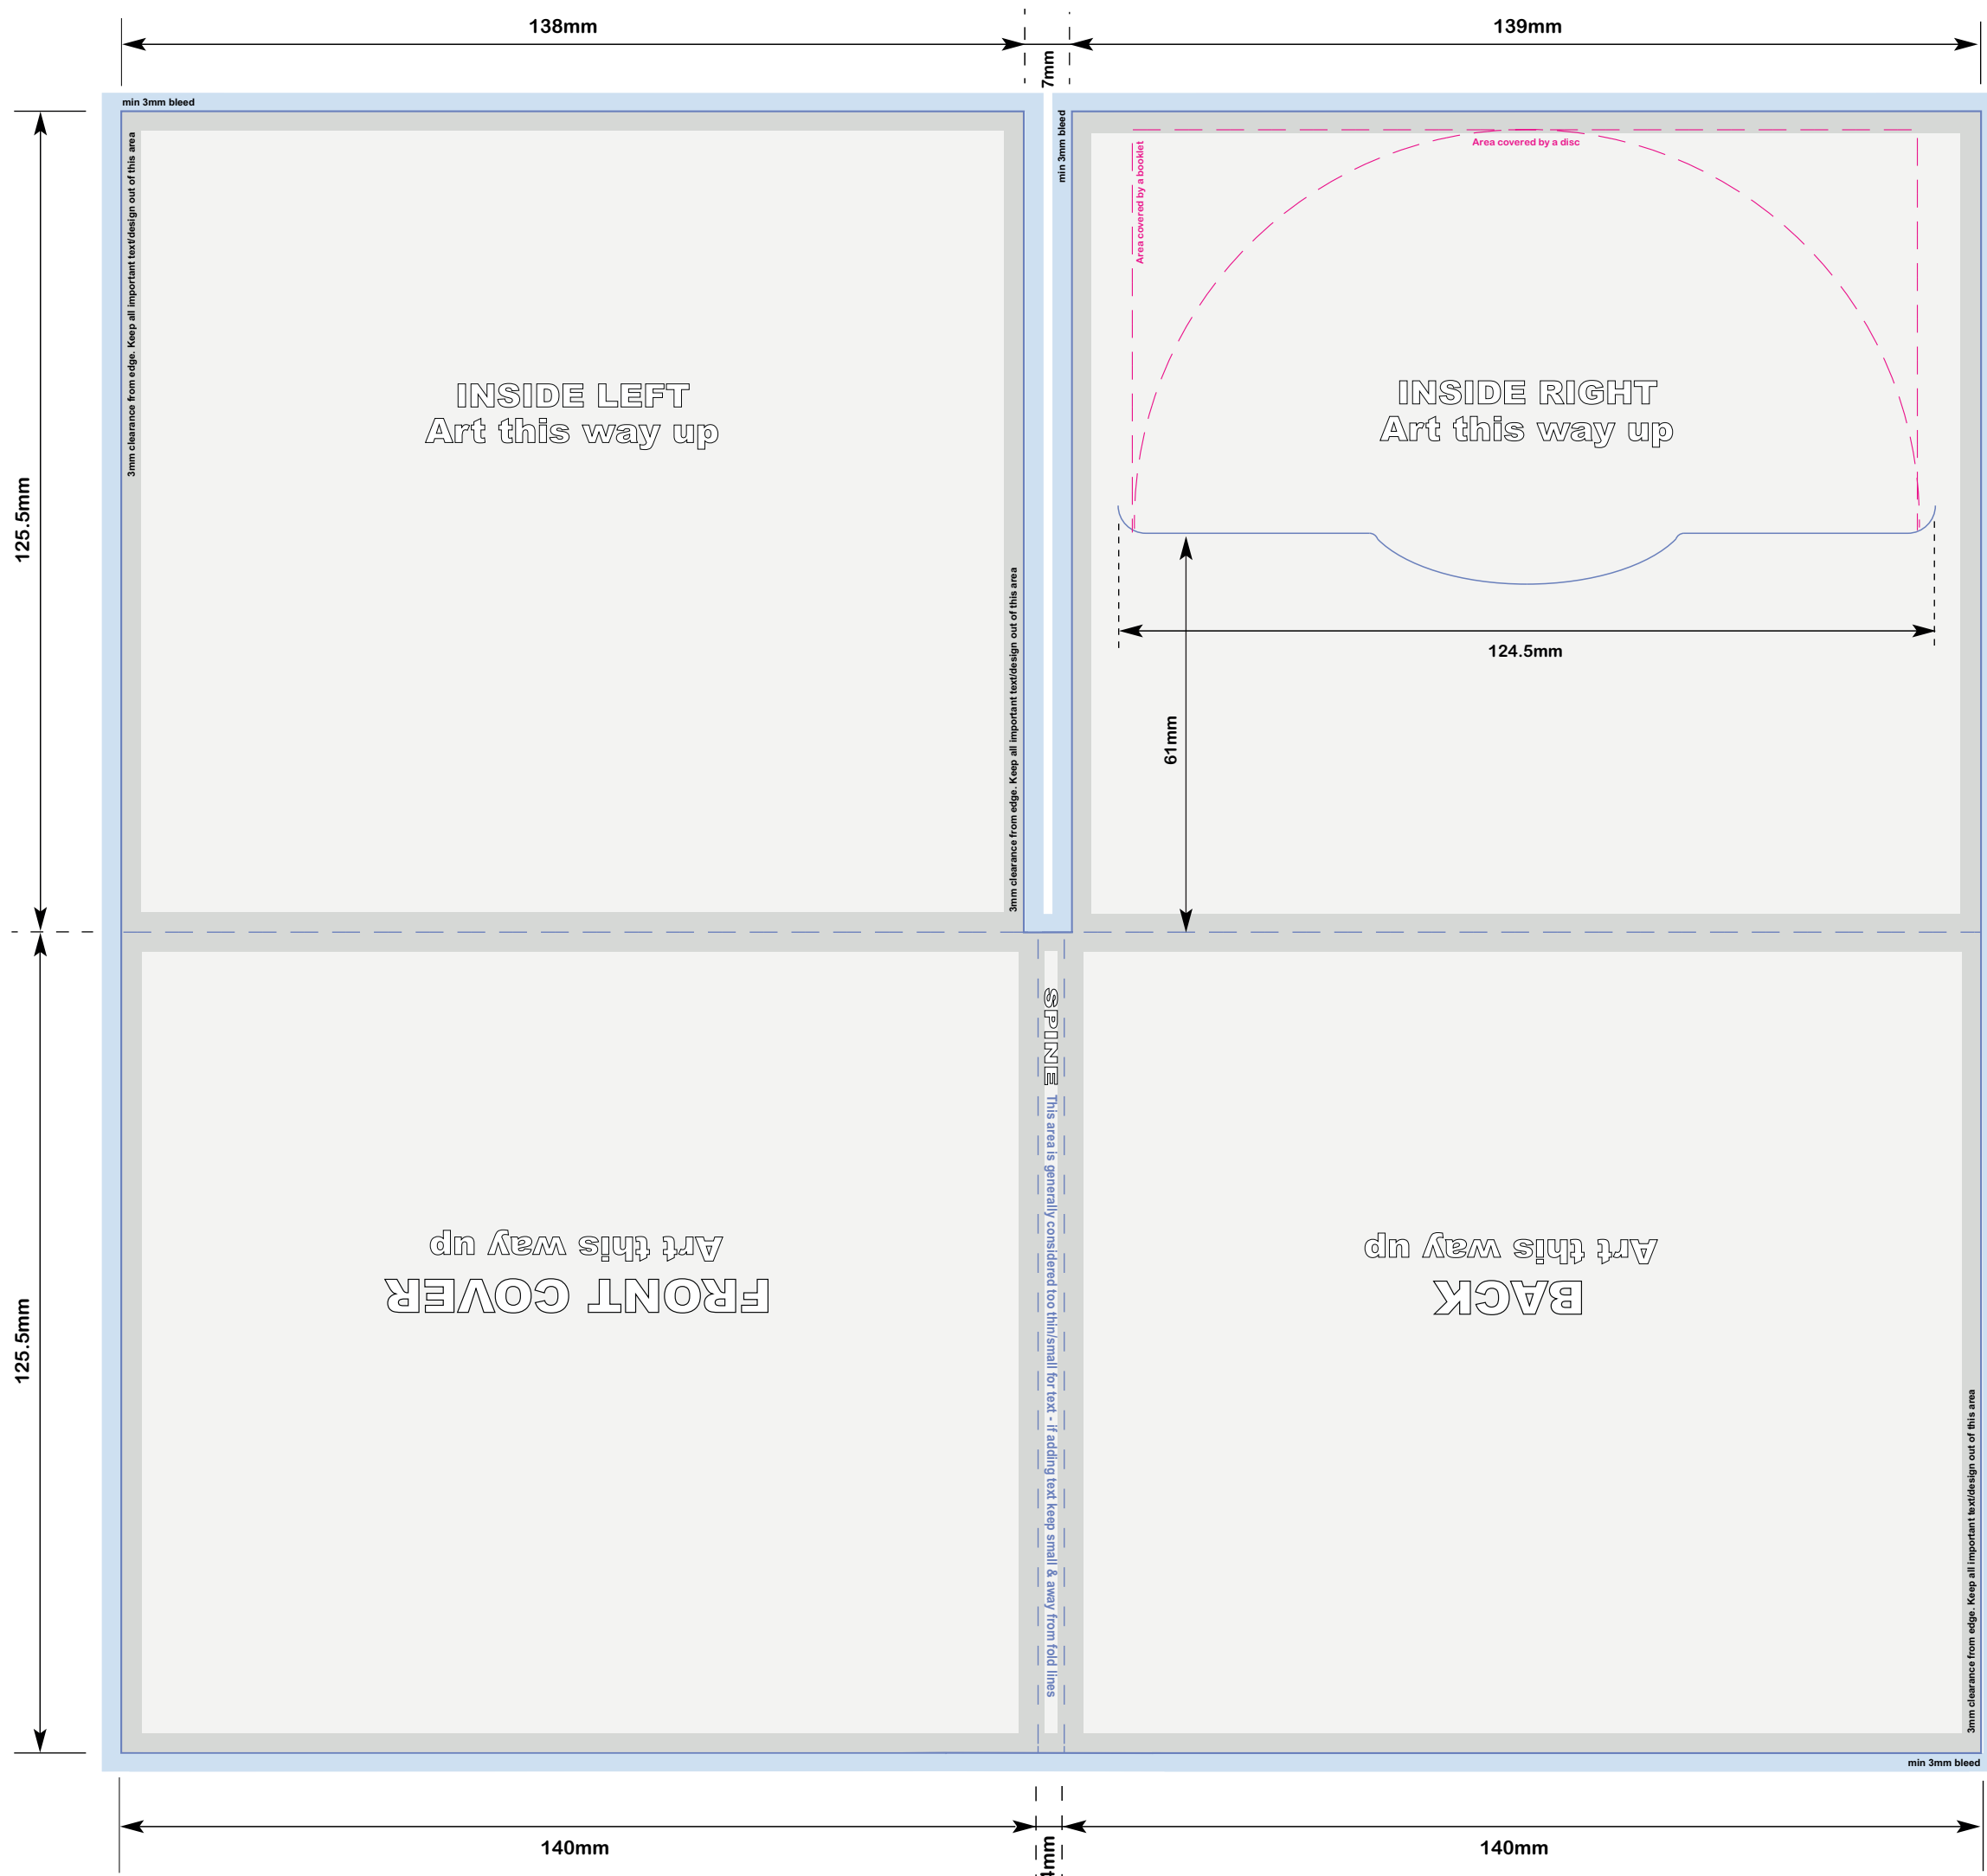 138mm
139mm
7mm
min 3mm bleed
min 3mm bleed
3mm clearance from edge. Keep all important text/design out of this area
Area covered by a booklet
Area covered by a disc
INSIDE LEFT
Art this way up
INSIDE RIGHT
Art this way up
125.5mm
3mm clearance from edge. Keep all important text/design out of this area
124.5mm
61mm
SPINE This area is generally considered too thin/small for text - if adding text keep small & away from fold lines
FRONT COVER
Art this way up
BACK
Art this way up
125.5mm
3mm clearance from edge. Keep all important text/design out of this area
min 3mm bleed
140mm
140mm